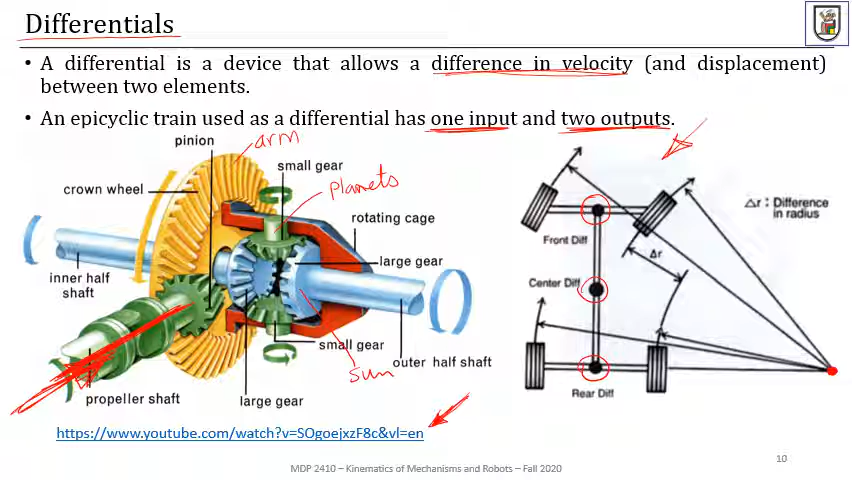 Differentials
• A differential is a device that allows a difference in velocity (and displacement)
between two elements.
• An epicyclic train used as a differential has one input and two outputs.
pinion
arm
small gear
planets
crown wheel
rotating cage
large gear
inner half
shaft
small gear
outer half shaft
sun
propeller shaft
large gear
Δr : Difference
in radius
Front Diff
Δr
Center Diff
Rear Diff
https://www.youtube.com/watch?v=SOgoejxzF8c&vl=en
MDP 2410 – Kinematics of Mechanisms and Robots – Fall 2020
10